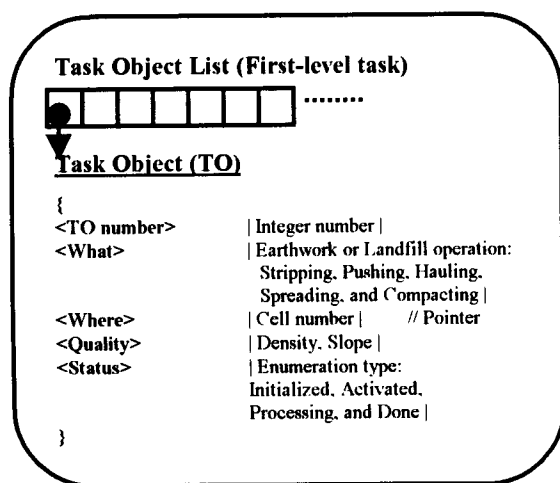 Task Object List (First-level task)
........
Task Object (TO)
{
<TO number> | Integer number |
<What> | Earthwork or Landfill operation:
Stripping, Pushing, Hauling,
Spreading, and Compacting |
<Where> | Cell number | // Pointer
<Quality> | Density, Slope |
<Status> | Enumeration type:
Initialized, Activated,
Processing, and Done |
}